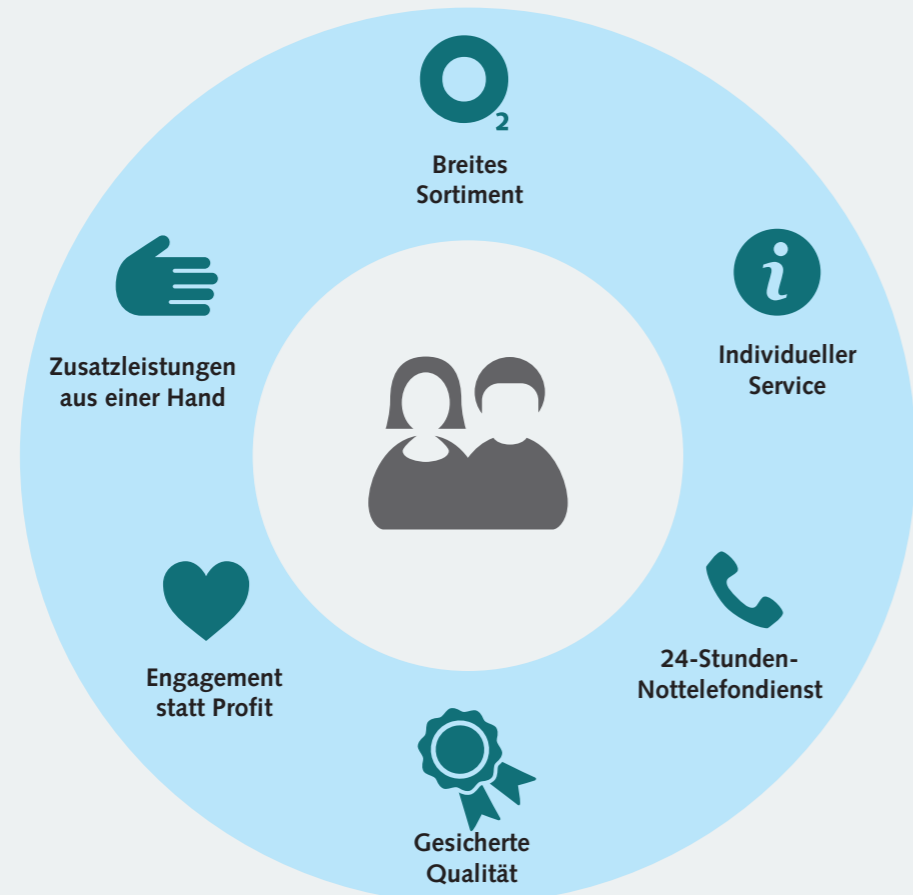 O₂
Breites
Sortiment
i
Individueller
Service
24-Stunden-
Nottelefondienst
Gesicherte
Qualität
Engagement
statt Profit
Zusatzleistungen
aus einer Hand